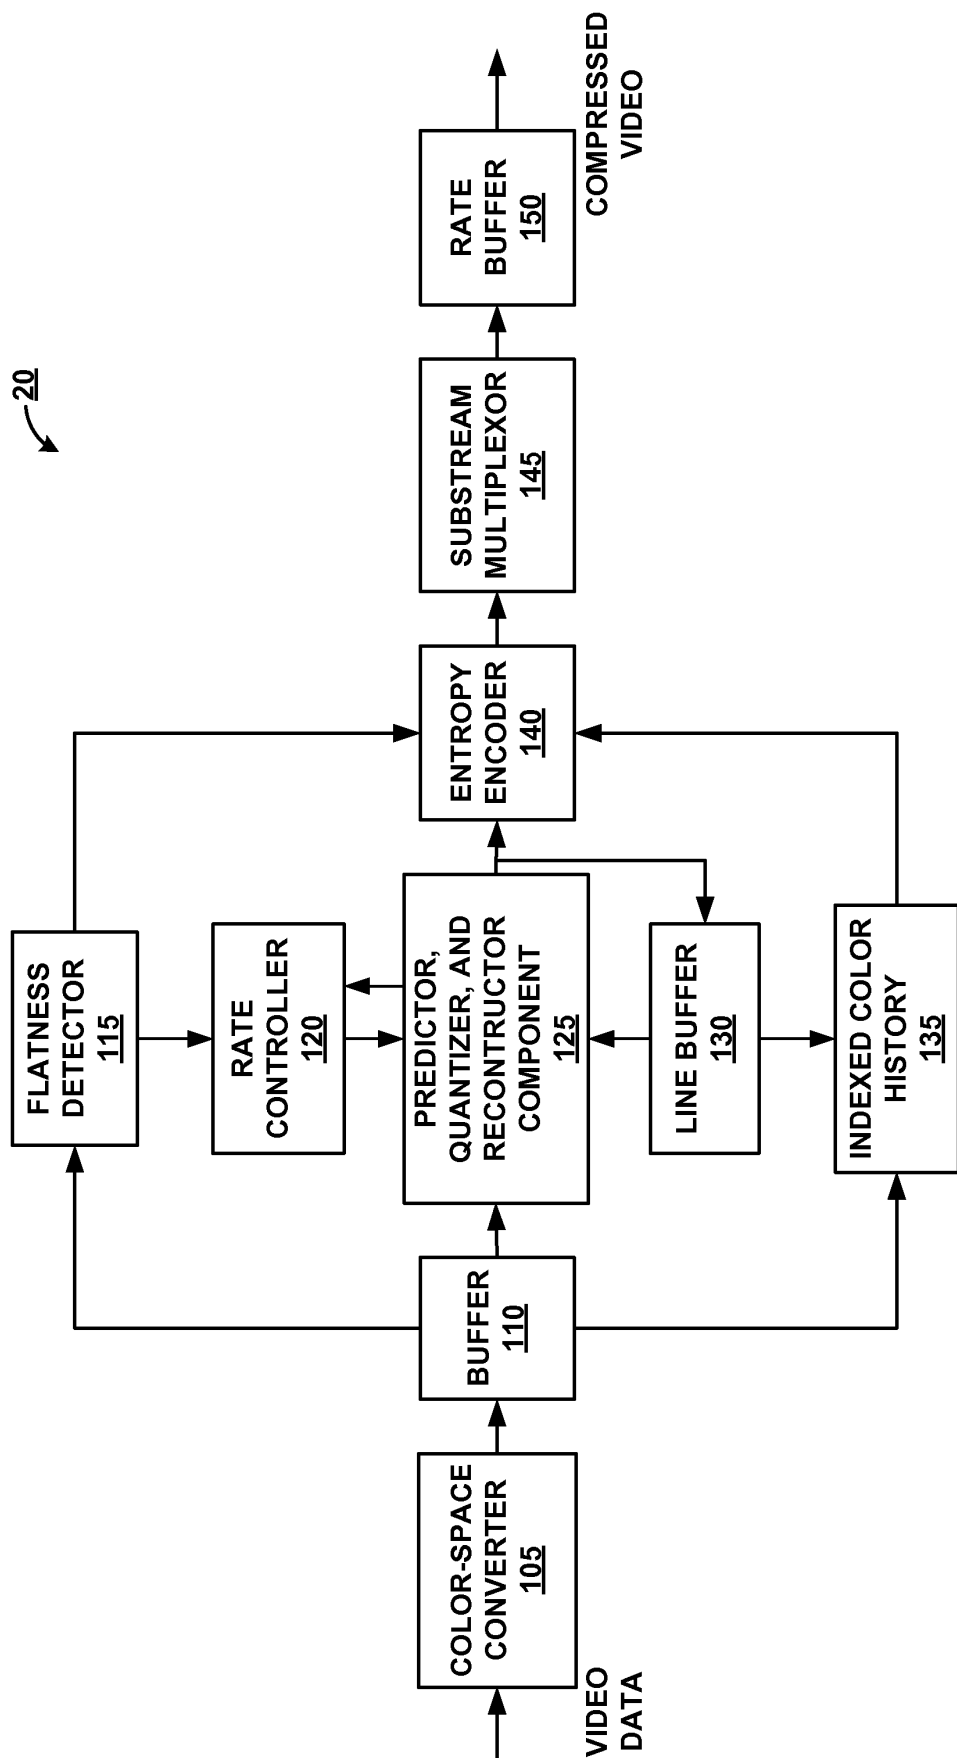 20
VIDEO
DATA
COLOR-SPACE
CONVERTER
105
BUFFER
110
FLATNESS
DETECTOR
115
RATE
CONTROLLER
120
PREDICTOR,
QUANTIZER, AND
RECONTRUCTOR
COMPONENT
125
LINE BUFFER
130
INDEXED COLOR
HISTORY
135
ENTROPY
ENCODER
140
SUBSTREAM
MULTIPLEXOR
145
RATE
BUFFER
150
COMPRESSED
VIDEO